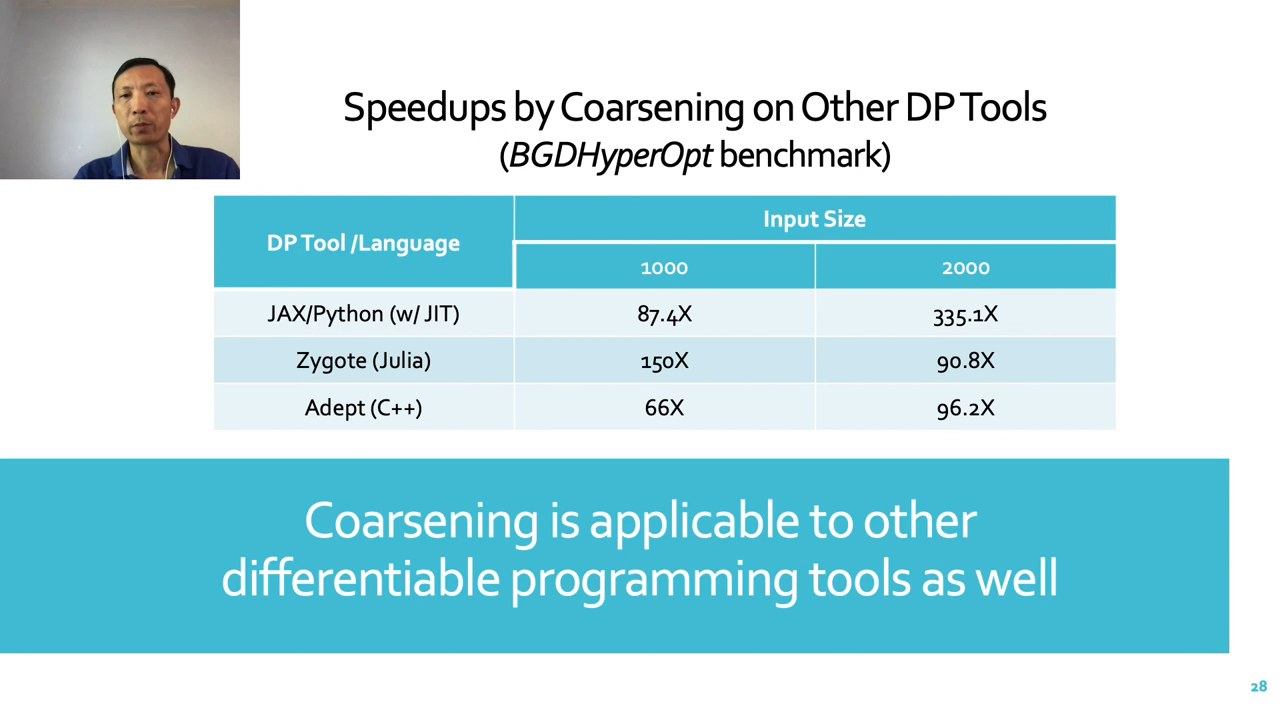 Speedups by Coarsening on Other DP Tools
(BGDHyperOpt benchmark)
DP Tool /Language
Input Size
1000
2000
JAX/Python (w/ JIT)
87.4X
335.1X
Zygote (Julia)
150X
90.8X
Adept (C++)
66X
96.2X
Coarsening is applicable to other
differentiable programming tools as well
28